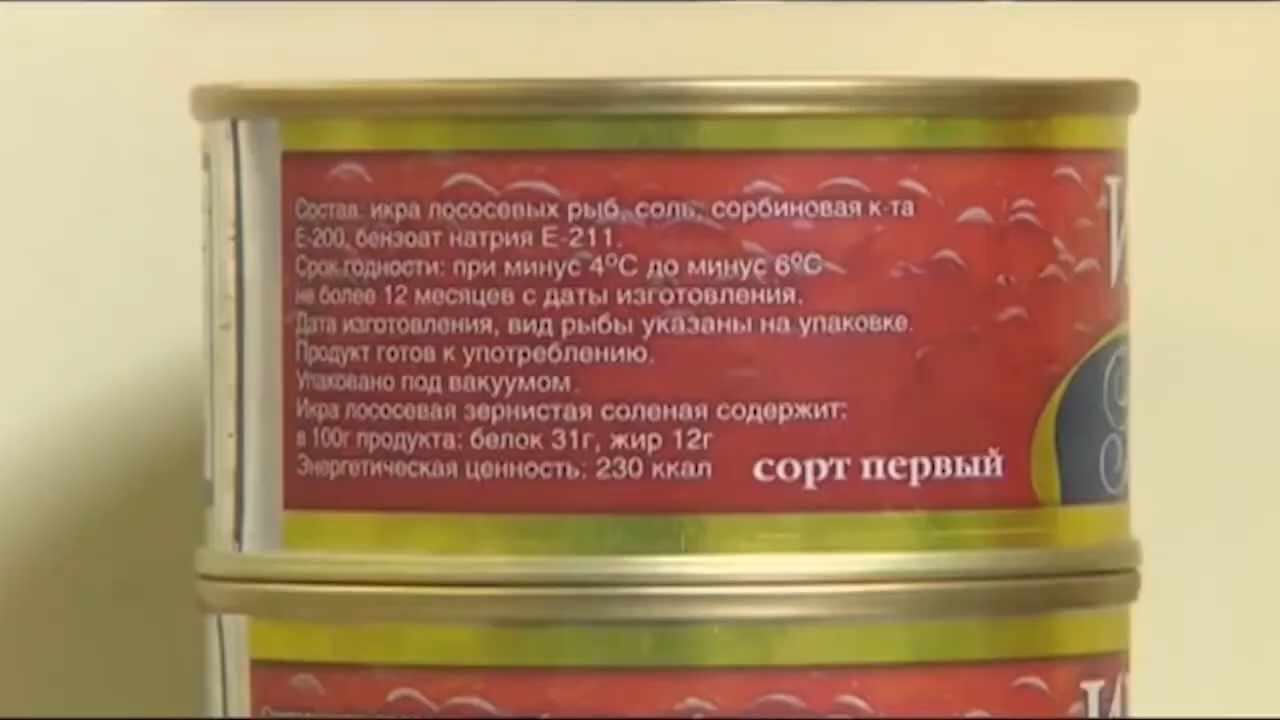 Состав: икра лососевых рыб, соль, сорбиновая к-та
Е-200, бензоат натрия Е-211.
Срок годности: при минус 4ºС до минус 6ºС
не более 12 месяцев с даты изготовления.
Дата изготовления, вид рыбы указаны на упаковке.
Продукт готов к употреблению.
Упаковано под вакуумом.
Икра лососевая зернистая соленая содержит:
в 100г продукта: белок 31г, жир 12г
Энергетическая ценность: 230 ккал
сорт первый